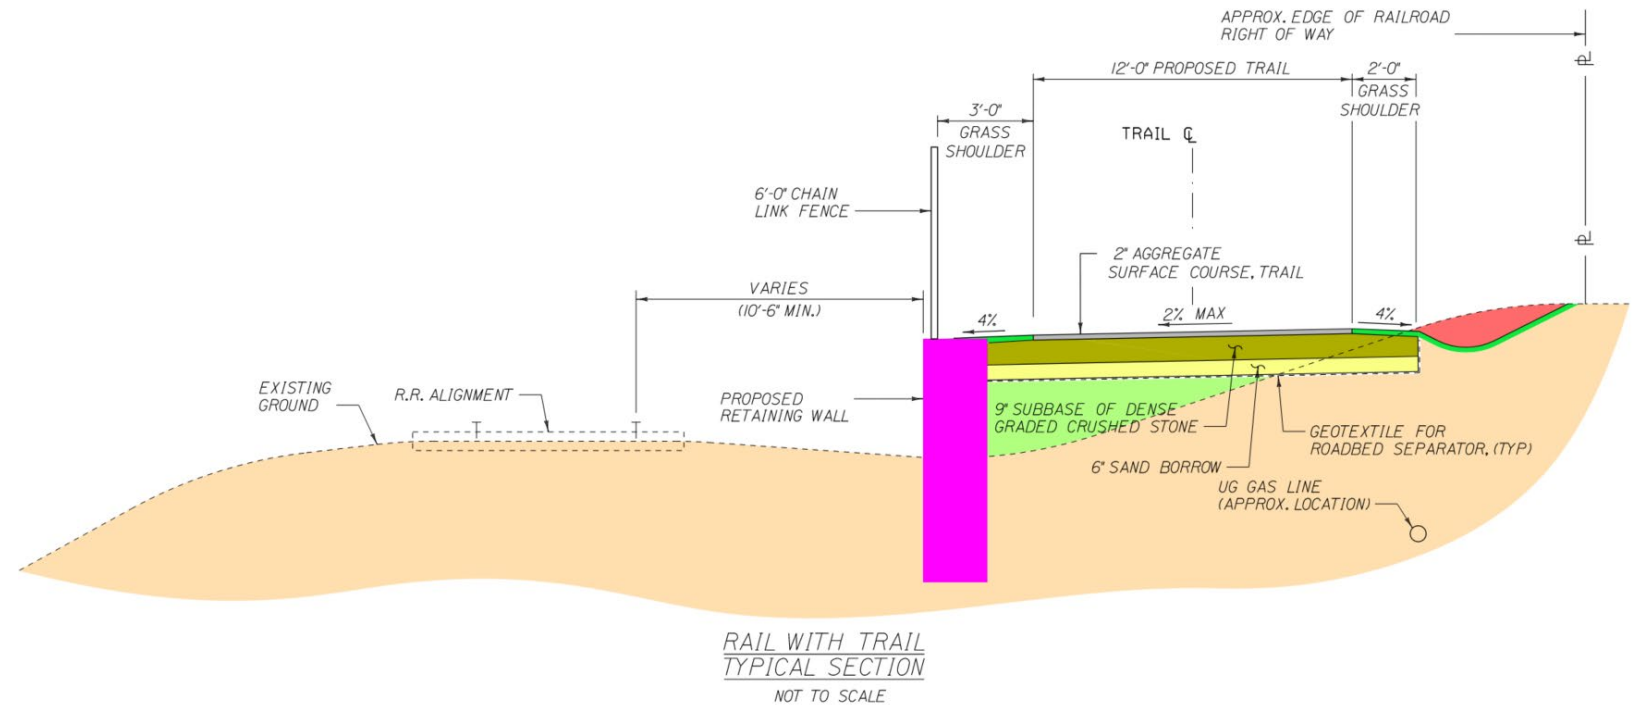 APPROX. EDGE OF RAILROAD
RIGHT OF WAY
12'-0" PROPOSED TRAIL
2'-0"
GRASS
SHOULDER
3'-0"
GRASS
SHOULDER
TRAIL ℄
6'-0" CHAIN
LINK FENCE
2" AGGREGATE
SURFACE COURSE, TRAIL
VARIES
(10'-6" MIN.)
4%
2% MAX
4%
PL
PL
EXISTING
GROUND
R.R. ALIGNMENT
PROPOSED
RETAINING WALL
9" SUBBASE OF DENSE
GRADED CRUSHED STONE
6" SAND BORROW
GEOTEXTILE FOR
ROADBED SEPARATOR, (TYP)
UG GAS LINE
(APPROX. LOCATION)
RAIL WITH TRAIL
TYPICAL SECTION
NOT TO SCALE